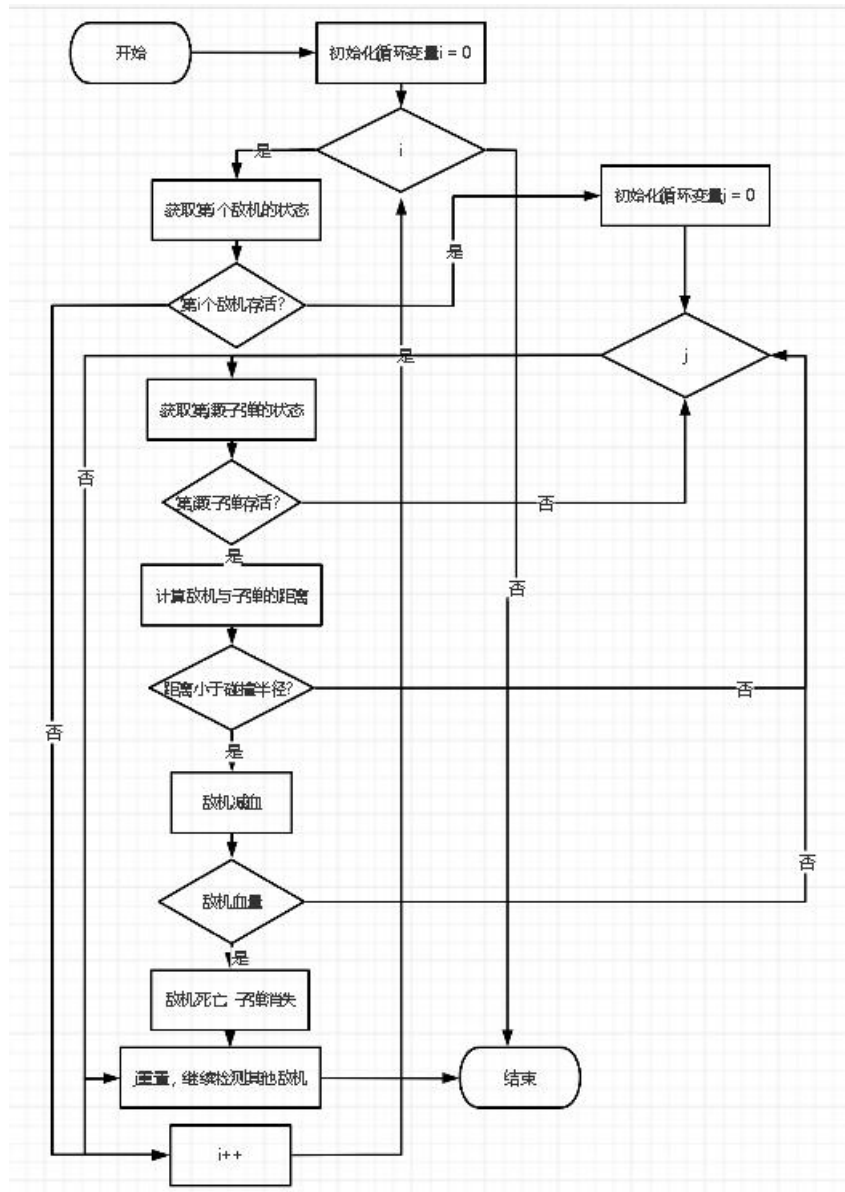 开始
初始化循环变量i = 0
i
是
获取第i个敌机的状态
初始化循环变量j = 0
是
第i个敌机存活?
是
j
获取第j颗子弹的状态
否
第j颗子弹存活?
否
是
否
计算敌机与子弹的距离
距离小于碰撞半径?
否
否
是
敌机减血
否
敌机血量
是
敌机死亡 子弹消失
j重置，继续检测其他敌机
结束
i++